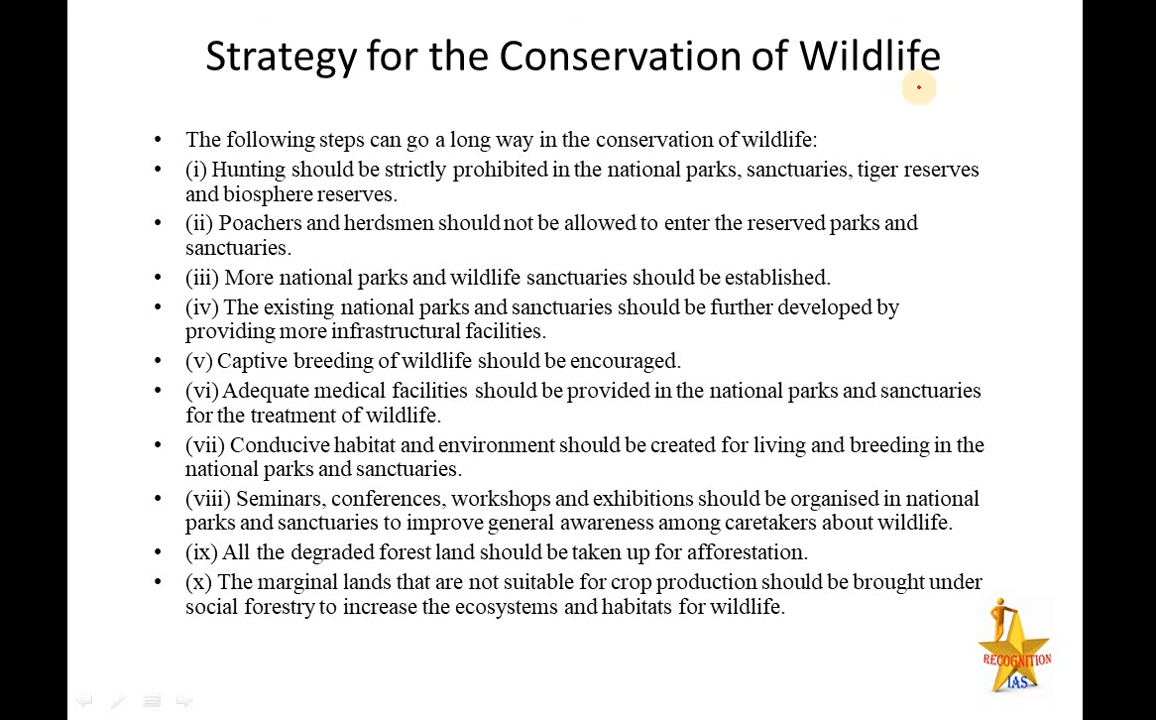 Strategy for the Conservation of Wildlife
• The following steps can go a long way in the conservation of wildlife:
• (i) Hunting should be strictly prohibited in the national parks, sanctuaries, tiger reserves
and biosphere reserves.
• (ii) Poachers and herdsmen should not be allowed to enter the reserved parks and
sanctuaries.
• (iii) More national parks and wildlife sanctuaries should be established.
• (iv) The existing national parks and sanctuaries should be further developed by
providing more infrastructural facilities.
• (v) Captive breeding of wildlife should be encouraged.
• (vi) Adequate medical facilities should be provided in the national parks and sanctuaries
for the treatment of wildlife.
• (vii) Conducive habitat and environment should be created for living and breeding in the
national parks and sanctuaries.
• (viii) Seminars, conferences, workshops and exhibitions should be organised in national
parks and sanctuaries to improve general awareness among caretakers about wildlife.
• (ix) All the degraded forest land should be taken up for afforestation.
• (x) The marginal lands that are not suitable for crop production should be brought under
social forestry to increase the ecosystems and habitats for wildlife.
RECOGNITION
IAS